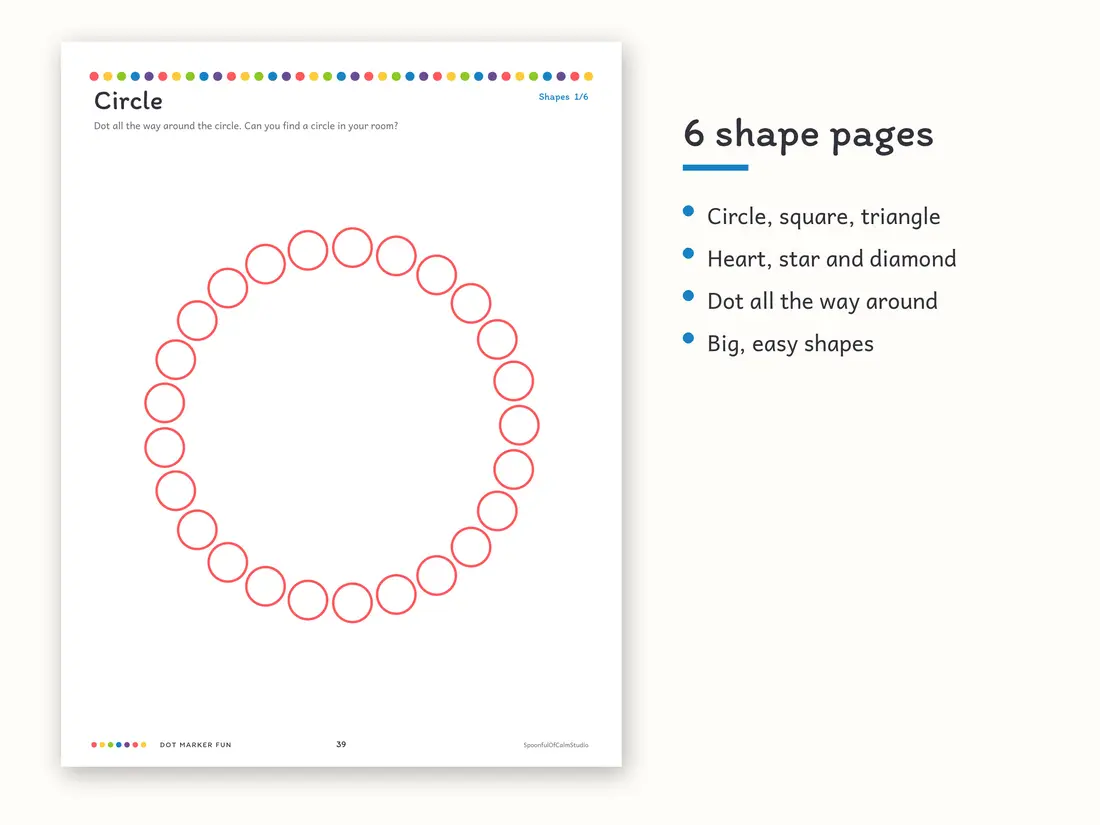 Circle
Shapes 1/6
Dot all the way around the circle. Can you find a circle in your room?
DOT MARKER FUN
39
SpoonfulOfCalmStudio
6 shape pages
Circle, square, triangle
Heart, star and diamond
Dot all the way around
Big, easy shapes